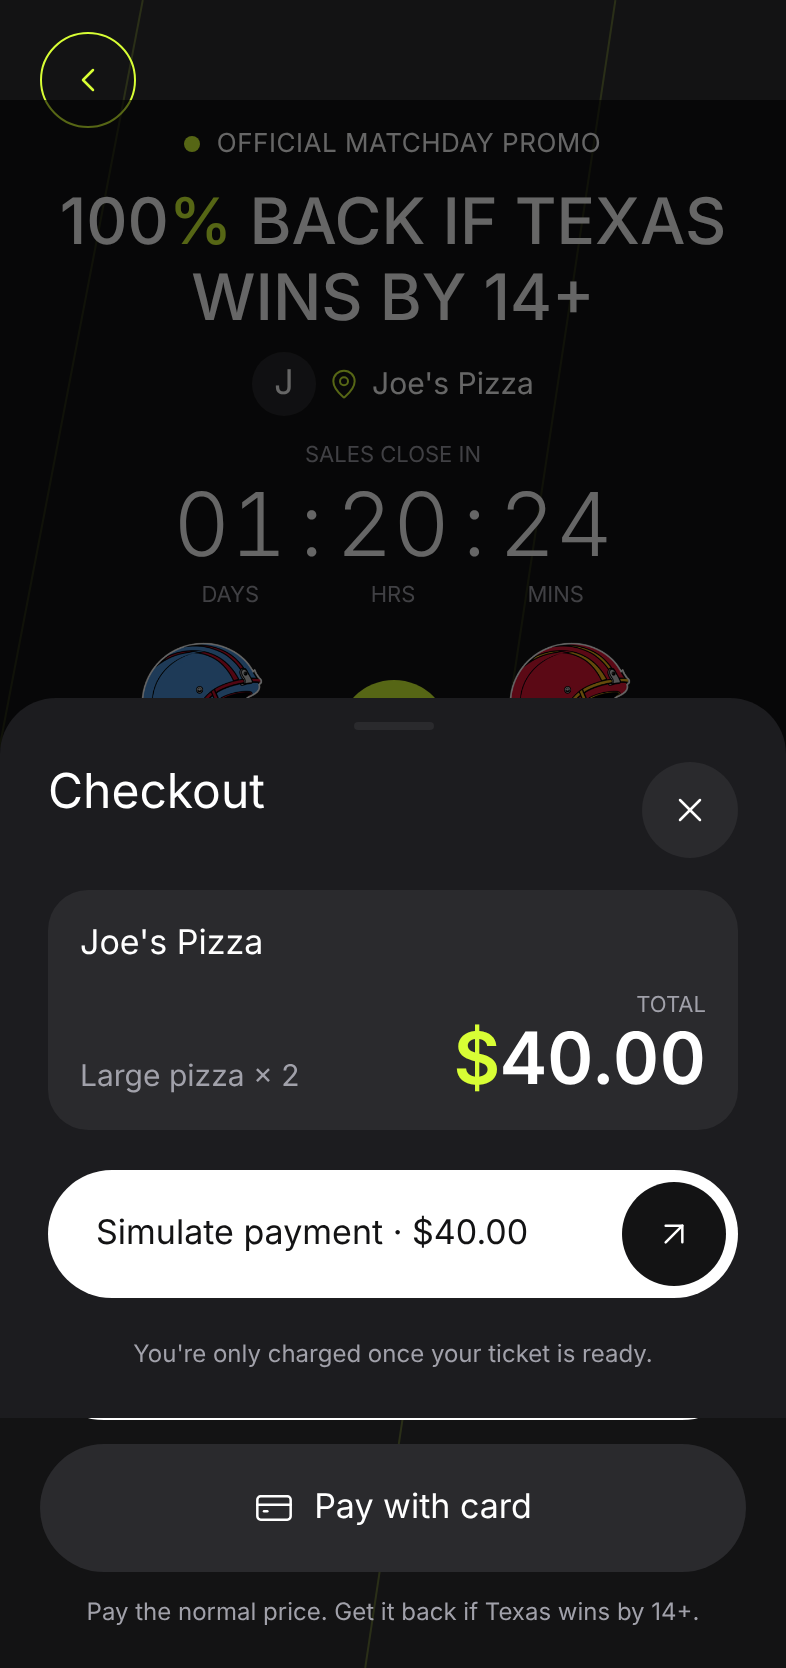 OFFICIAL MATCHDAY PROMO
100% BACK IF TEXAS
WINS BY 14+
J Joe's Pizza
SALES CLOSE IN
01 : 20 : 24
DAYS HRS MINS
Checkout
Joe's Pizza
TOTAL
Large pizza × 2 $40.00
Simulate payment · $40.00
You're only charged once your ticket is ready.
Pay with card
Pay the normal price. Get it back if Texas wins by 14+.